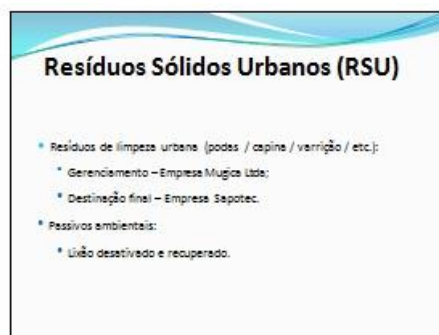 Resíduos Sólidos Urbanos (RSU)
Resíduos de limpeza urbana (podas / capina / varrição / etc.):
Gerenciamento – Empresa Mugica Ltda;
Destinação final – Empresa Sapotec.
Passivos ambientais:
Lixão desativado e recuperado.